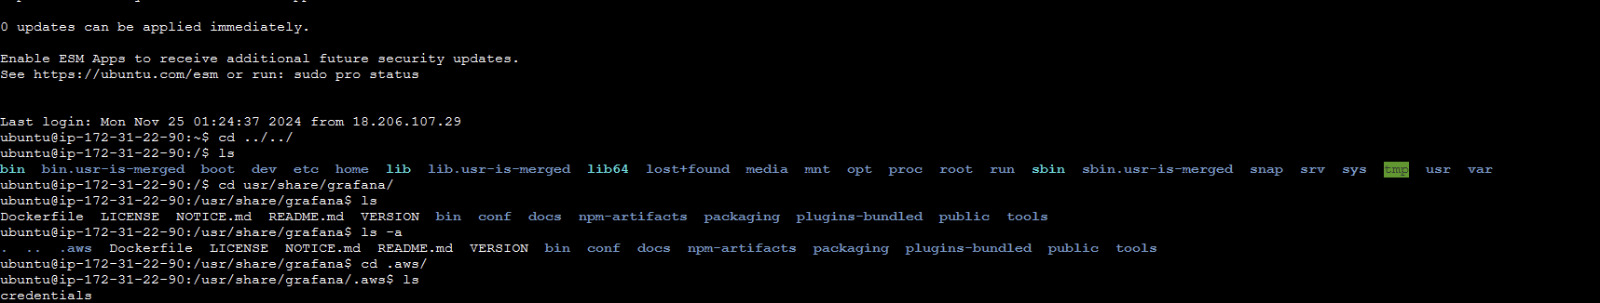 0 updates can be applied immediately.
Enable ESM Apps to receive additional future security updates.
See https://ubuntu.com/esm or run: sudo pro status
Last login: Mon Nov 25 01:24:37 2024 from 18.206.107.29
ubuntu@ip-172-31-22-90:~$ cd ../../
ubuntu@ip-172-31-22-90:/$ ls
bin  bin.usr-is-merged  boot  dev  etc  home  lib  lib.usr-is-merged  lib64  lost+found  media  mnt  opt  proc  root  run  sbin  sbin.usr-is-merged  snap  srv  sys  tmp  usr  var
ubuntu@ip-172-31-22-90:/$ cd usr/share/grafana/
ubuntu@ip-172-31-22-90:/usr/share/grafana$ ls
Dockerfile  LICENSE  NOTICE.md  README.md  VERSION  bin  conf  docs  npm-artifacts  packaging  plugins-bundled  public  tools
ubuntu@ip-172-31-22-90:/usr/share/grafana$ ls -a
.  ..  .aws  Dockerfile  LICENSE  NOTICE.md  README.md  VERSION  bin  conf  docs  npm-artifacts  packaging  plugins-bundled  public  tools
ubuntu@ip-172-31-22-90:/usr/share/grafana$ cd .aws/
ubuntu@ip-172-31-22-90:/usr/share/grafana/.aws$ ls
credentials